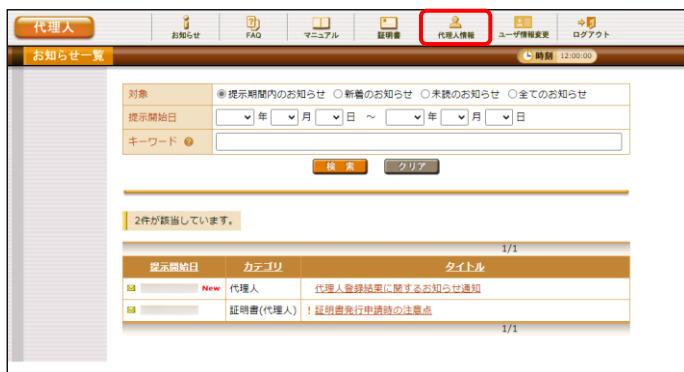 代理人
お知らせ FAQ マニュアル 証明書 代理人情報 ユーザ情報変更 ログアウト
お知らせ一覧
時刻 12:00:00
対象 提示期間内のお知らせ 新着のお知らせ 未読のお知らせ 全てのお知らせ
提示開始日 年 月 日 ～ 年 月 日
キーワード ?
検 索 クリア
2件が該当しています。
1/1
提示開始日 カテゴリ タイトル
New 代理人 代理人登録結果に関するお知らせ通知
証明書(代理人) ！証明書発行申請時の注意点
1/1